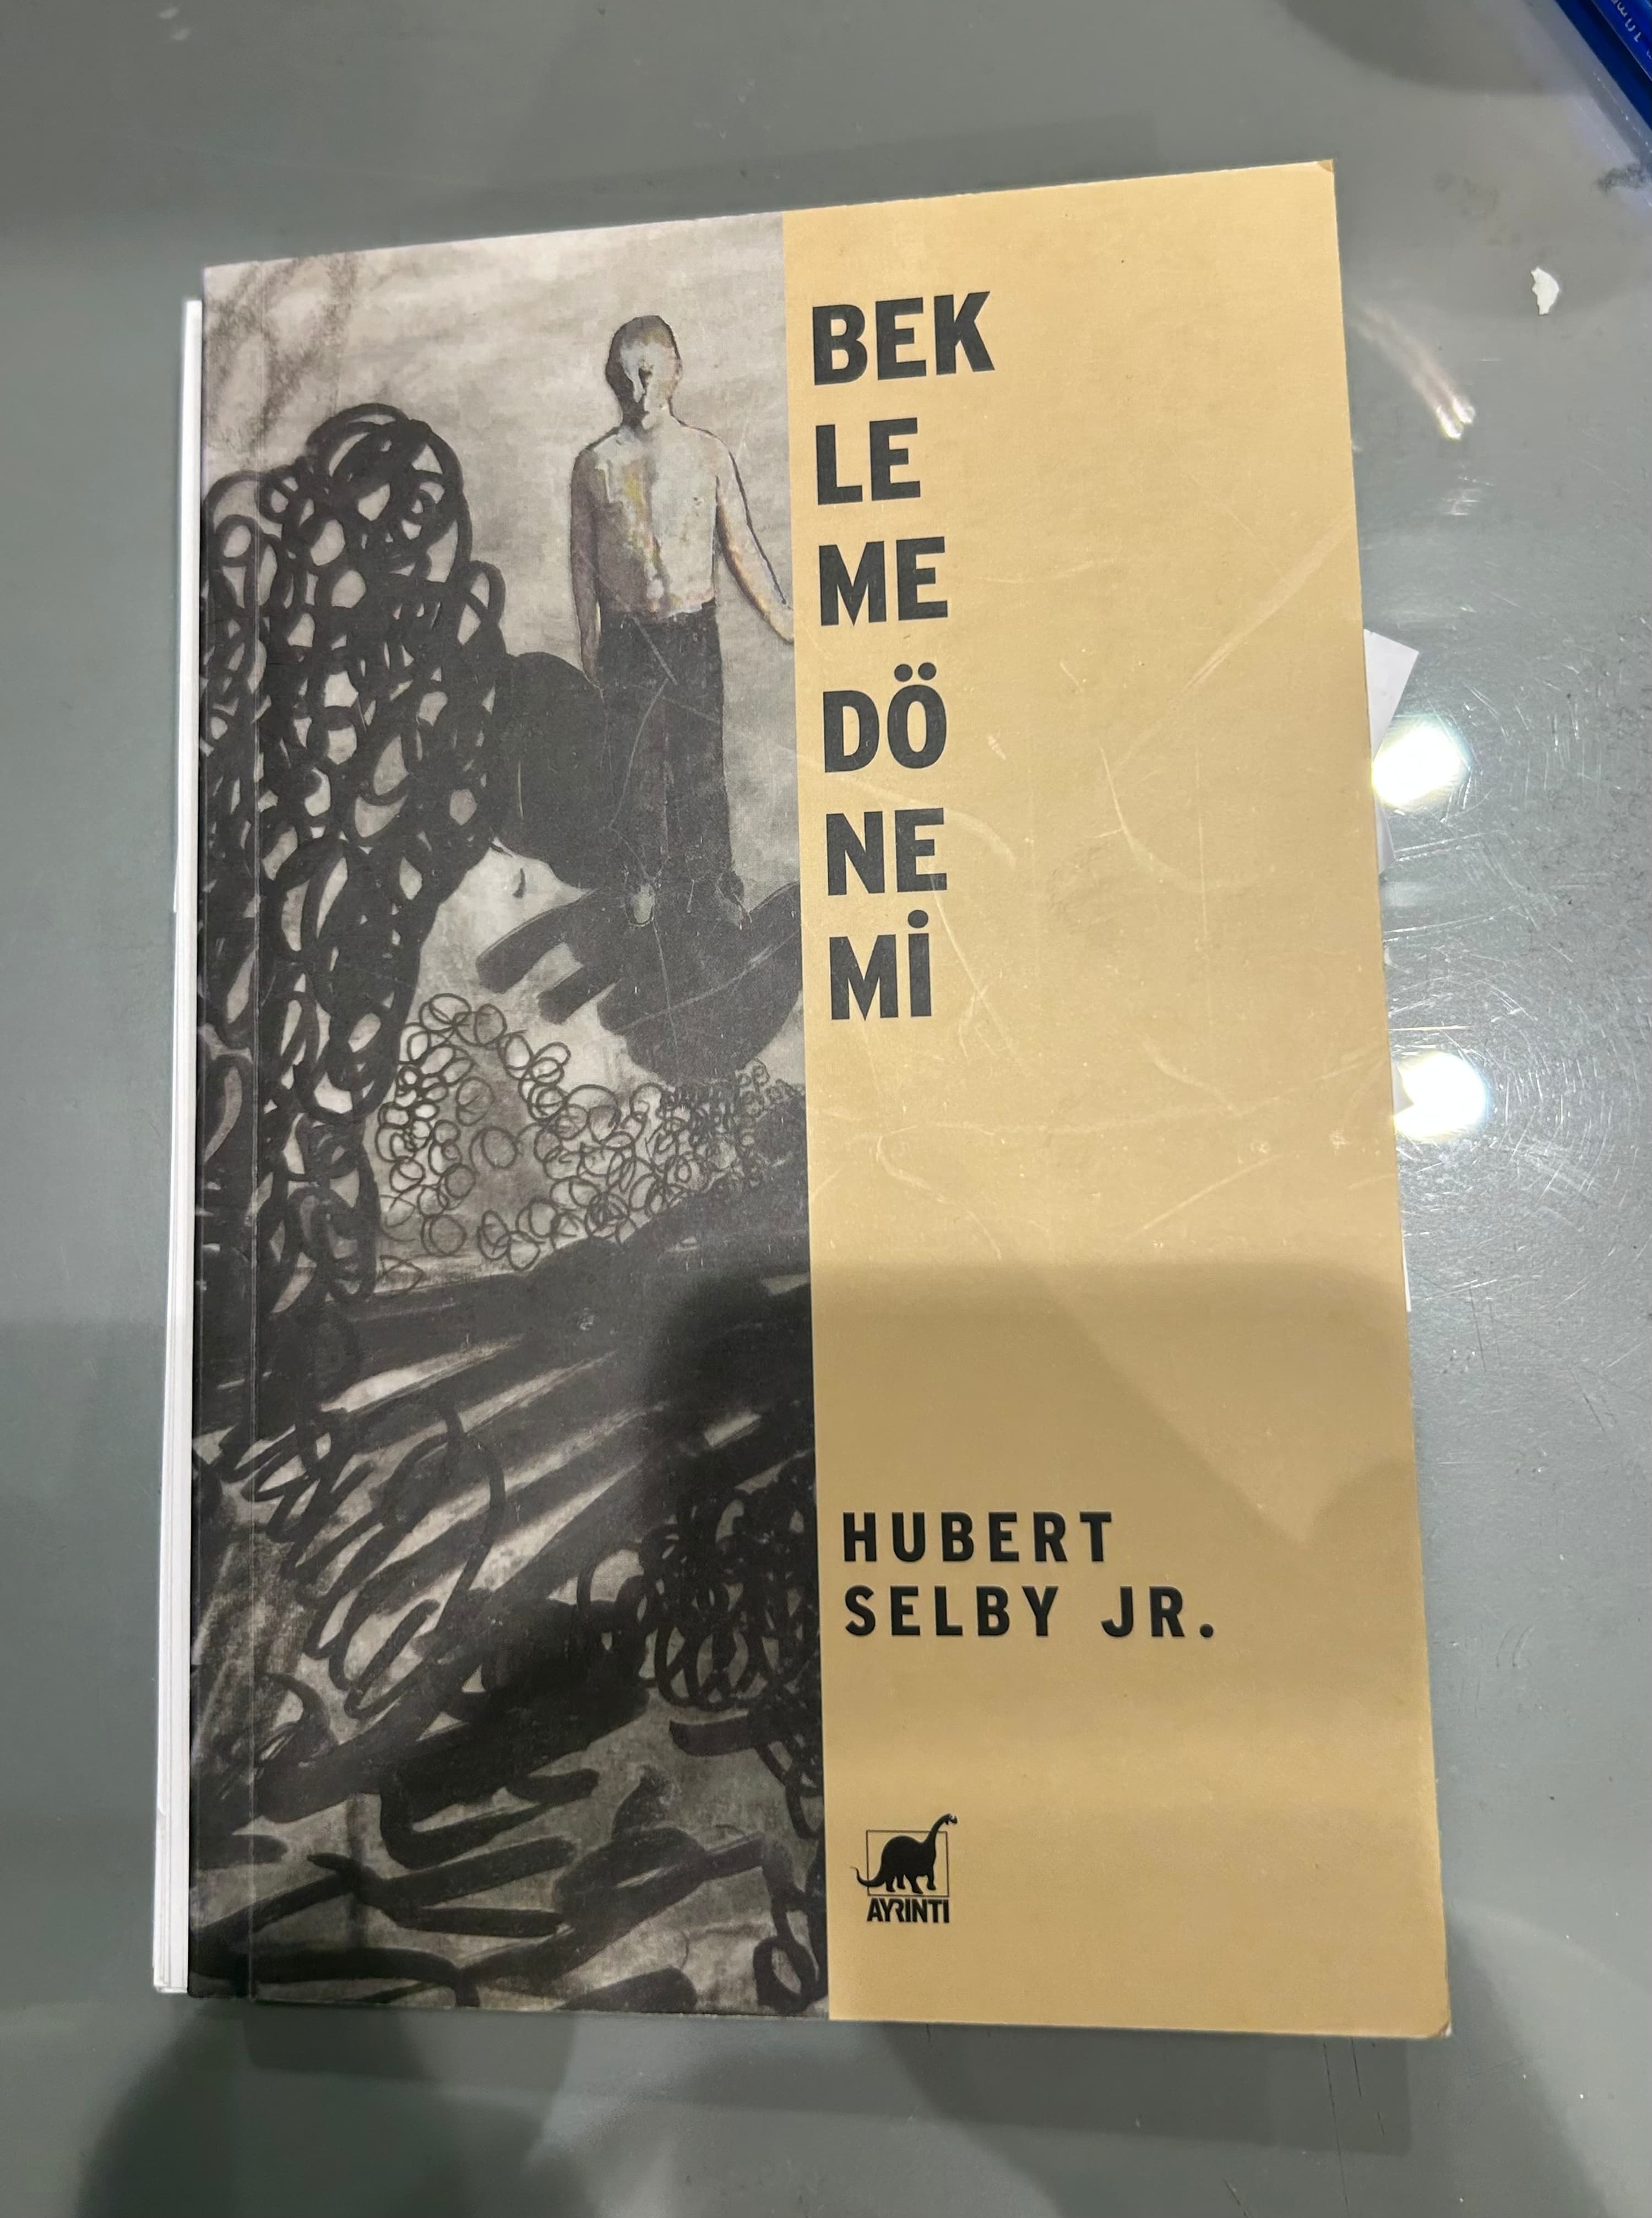 BEK
LE
ME
DÖ
NE
Mİ
HUBERT
SELBY JR.
AYRINTI